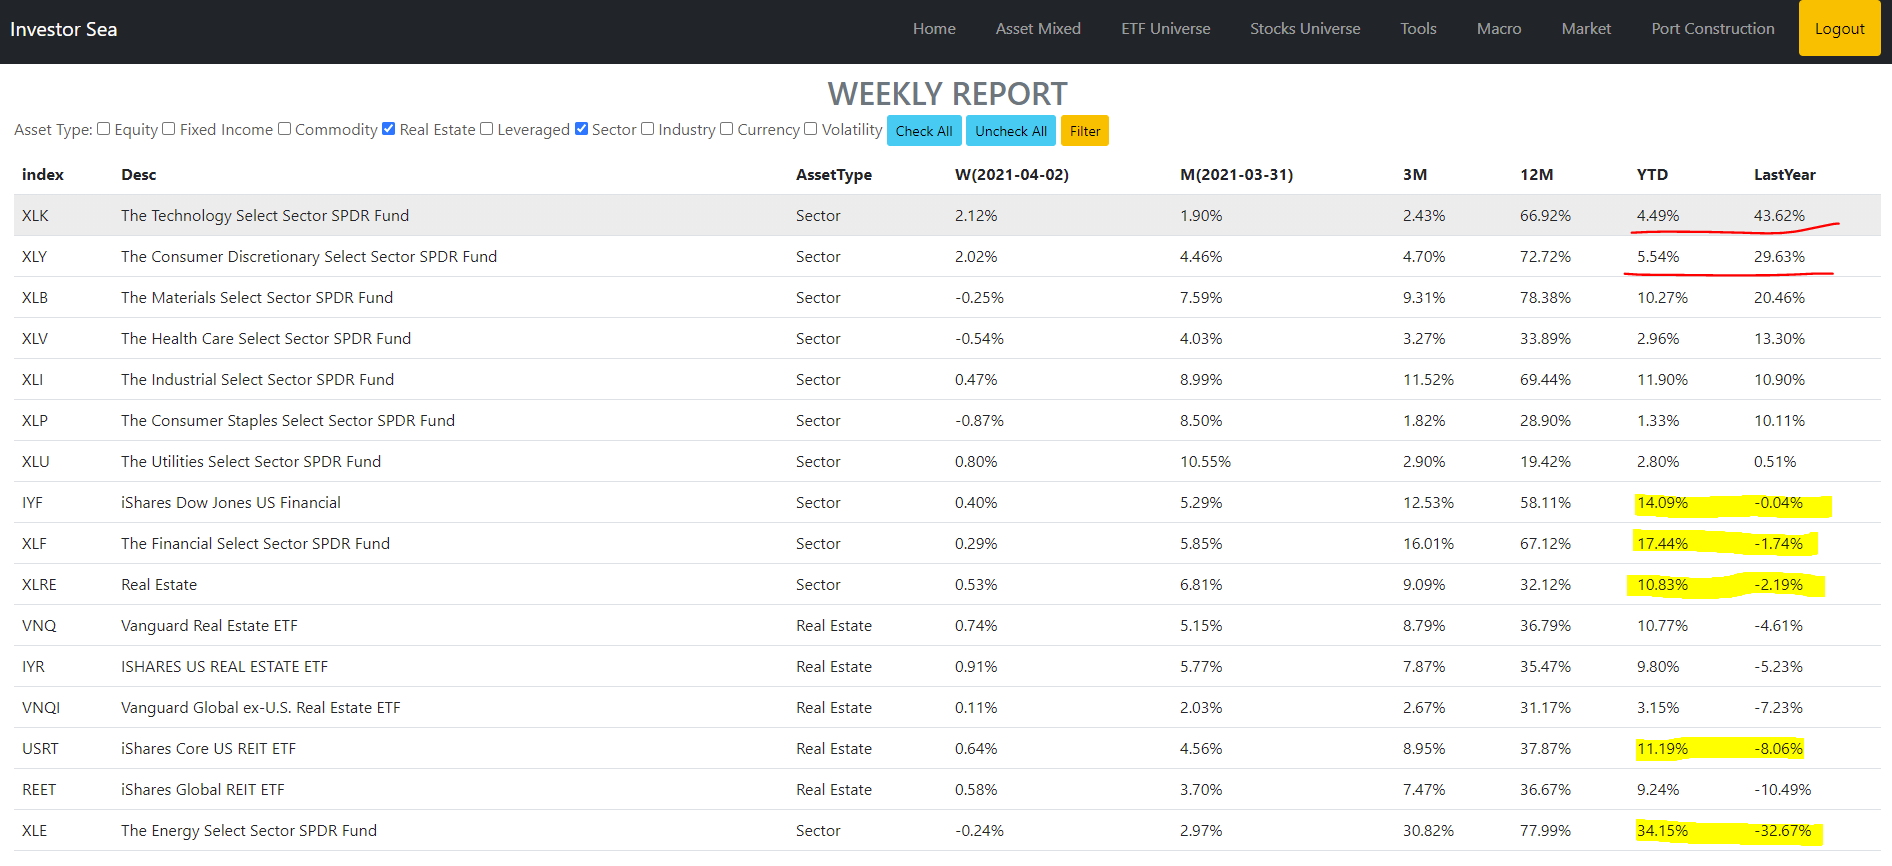 Investor Sea Home Asset Mixed ETF Universe Stocks Universe Tools Macro Market Port Construction Logout
WEEKLY REPORT
Asset Type: Equity Fixed Income Commodity Real Estate Leveraged Sector Industry Currency Volatility Check All Uncheck All Filter
index Desc AssetType W(2021-04-02) M(2021-03-31) 3M 12M YTD LastYear
XLK The Technology Select Sector SPDR Fund Sector 2.12% 1.90% 2.43% 66.92% 4.49% 43.62%
XLY The Consumer Discretionary Select Sector SPDR Fund Sector 2.02% 4.46% 4.70% 72.72% 5.54% 29.63%
XLB The Materials Select Sector SPDR Fund Sector -0.25% 7.59% 9.31% 78.38% 10.27% 20.46%
XLV The Health Care Select Sector SPDR Fund Sector -0.54% 4.03% 3.27% 33.89% 2.96% 13.30%
XLI The Industrial Select Sector SPDR Fund Sector 0.47% 8.99% 11.52% 69.44% 11.90% 10.90%
XLP The Consumer Staples Select Sector SPDR Fund Sector -0.87% 8.50% 1.82% 28.90% 1.33% 10.11%
XLU The Utilities Select Sector SPDR Fund Sector 0.80% 10.55% 2.90% 19.42% 2.80% 0.51%
IYF iShares Dow Jones US Financial Sector 0.40% 5.29% 12.53% 58.11% 14.09% -0.04%
XLF The Financial Select Sector SPDR Fund Sector 0.29% 5.85% 16.01% 67.12% 17.44% -1.74%
XLRE Real Estate Sector 0.53% 6.81% 9.09% 32.12% 10.83% -2.19%
VNQ Vanguard Real Estate ETF Real Estate 0.74% 5.15% 8.79% 36.79% 10.77% -4.61%
IYR ISHARES US REAL ESTATE ETF Real Estate 0.91% 5.77% 7.87% 35.47% 9.80% -5.23%
VNQI Vanguard Global ex-U.S. Real Estate ETF Real Estate 0.11% 2.03% 2.67% 31.17% 3.15% -7.23%
USRT iShares Core US REIT ETF Real Estate 0.64% 4.56% 8.95% 37.87% 11.19% -8.06%
REET iShares Global REIT ETF Real Estate 0.58% 3.70% 7.47% 36.67% 9.24% -10.49%
XLE The Energy Select Sector SPDR Fund Sector -0.24% 2.97% 30.82% 77.99% 34.15% -32.67%